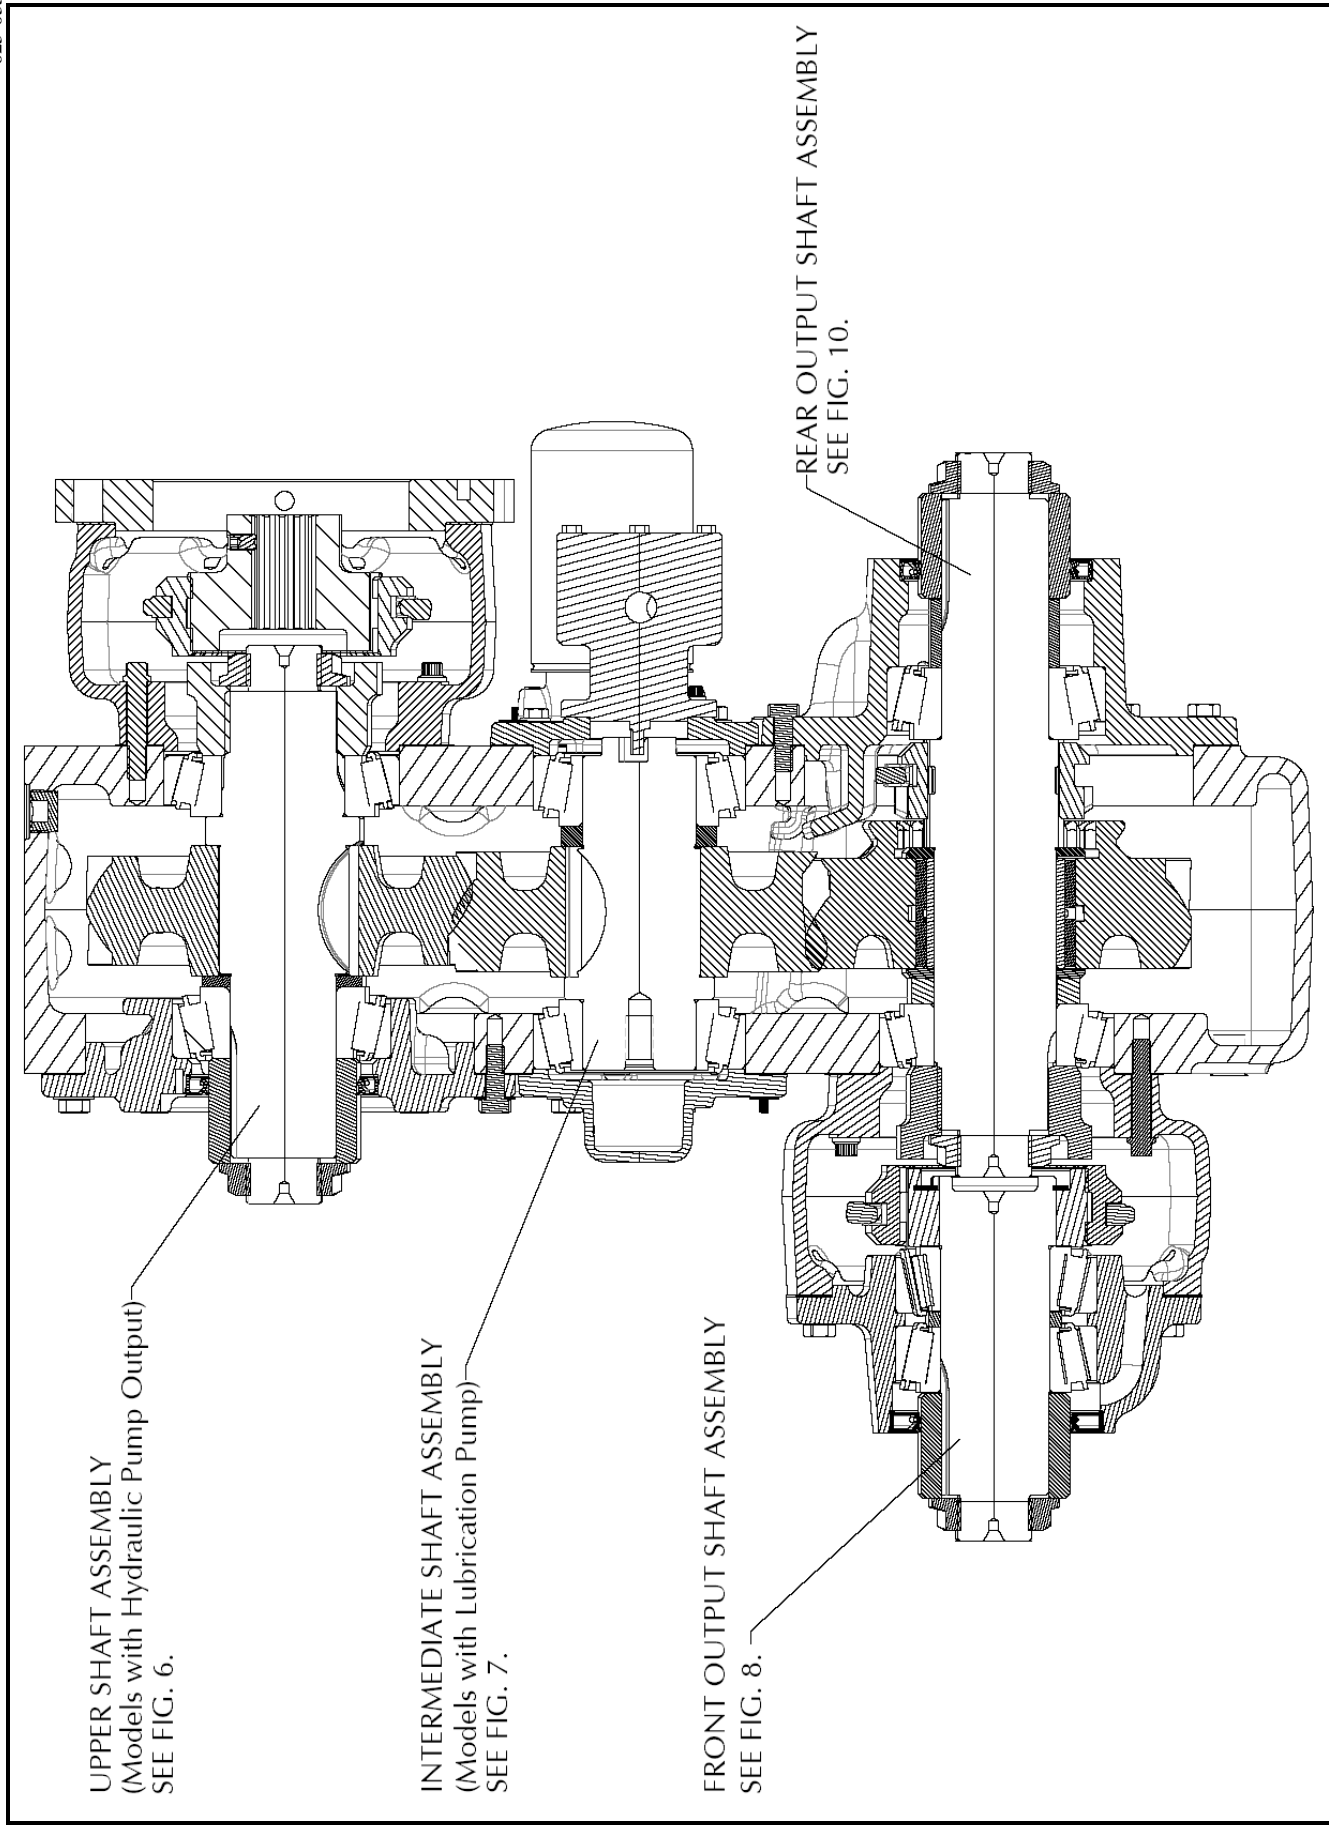 UPPER SHAFT ASSEMBLY
(Models with Hydraulic Pump Output)
SEE FIG. 6.
INTERMEDIATE SHAFT ASSEMBLY
(Models with Lubrication Pump)
SEE FIG. 7.
FRONT OUTPUT SHAFT ASSEMBLY
SEE FIG. 8.
REAR OUTPUT SHAFT ASSEMBLY
SEE FIG. 10.